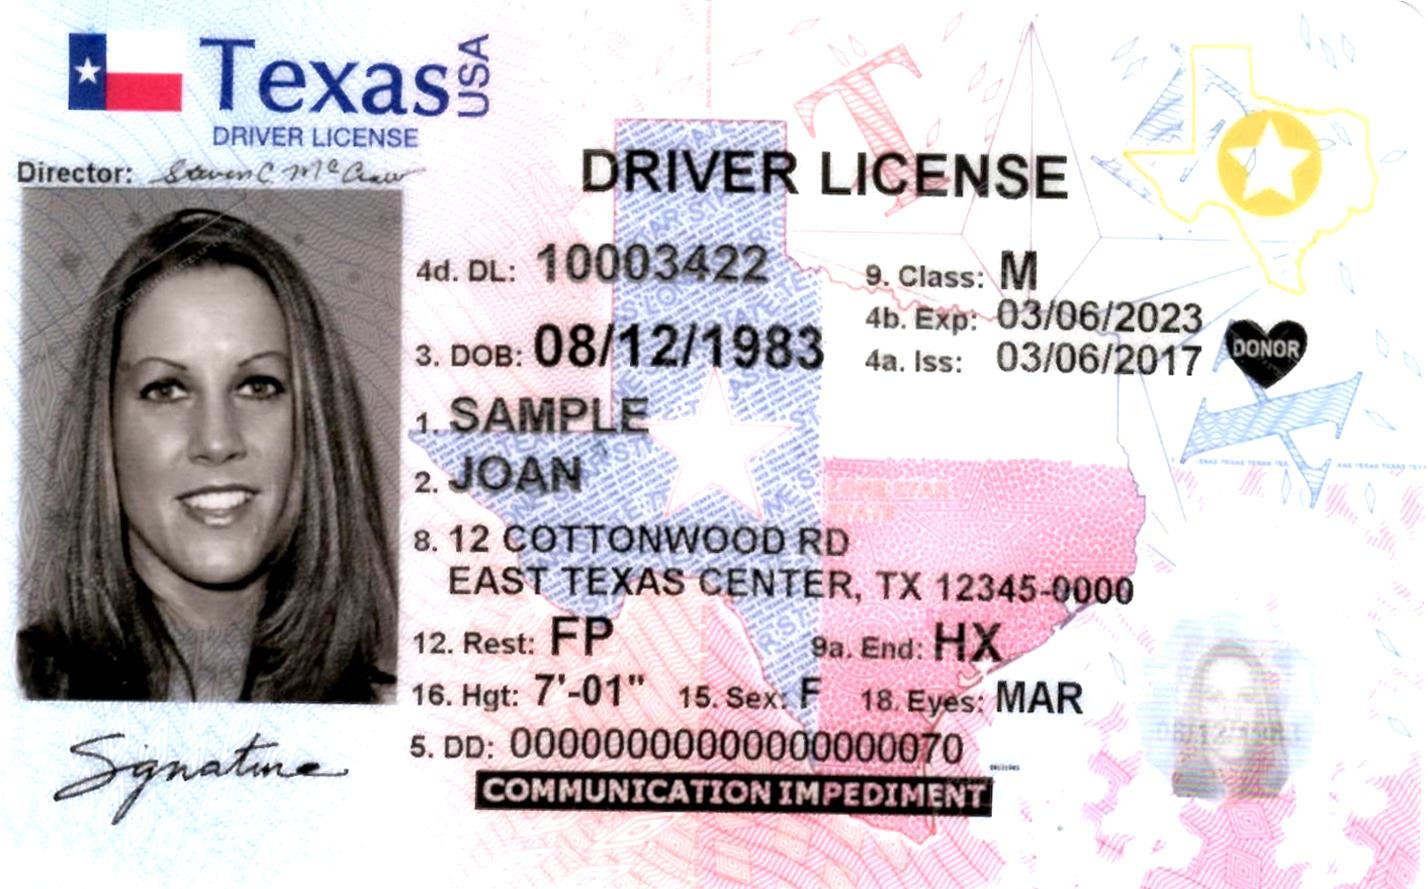 Texas USA
DRIVER LICENSE
Director: Steven C. McCraw
DRIVER LICENSE
4d. DL: 10003422
9. Class: M
4b. Exp: 03/06/2023
3. DOB: 08/12/1983
4a. Iss: 03/06/2017
DONOR
1. SAMPLE
2. JOAN
LONE STAR
STATE
8. 12 COTTONWOOD RD
EAST TEXAS CENTER, TX 12345-0000
12. Rest: FP
9a. End: HX
16. Hgt: 7'-01" 15. Sex: F 18. Eyes: MAR
5. DD: 00000000000000000070
Signature
COMMUNICATION IMPEDIMENT